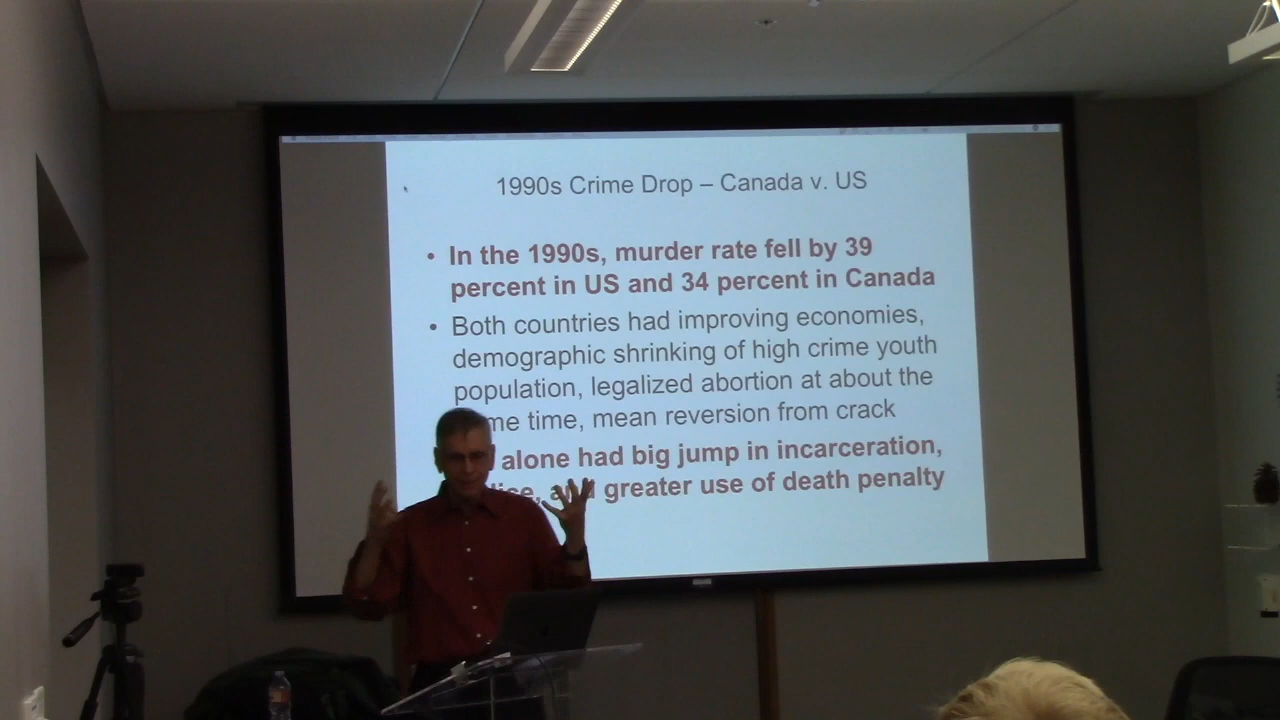 1990s Crime Drop – Canada v. US
• In the 1990s, murder rate fell by 39
percent in US and 34 percent in Canada
• Both countries had improving economies,
demographic shrinking of high crime youth
population, legalized abortion at about the
me time, mean reversion from crack
alone had big jump in incarceration,
lice, and greater use of death penalty